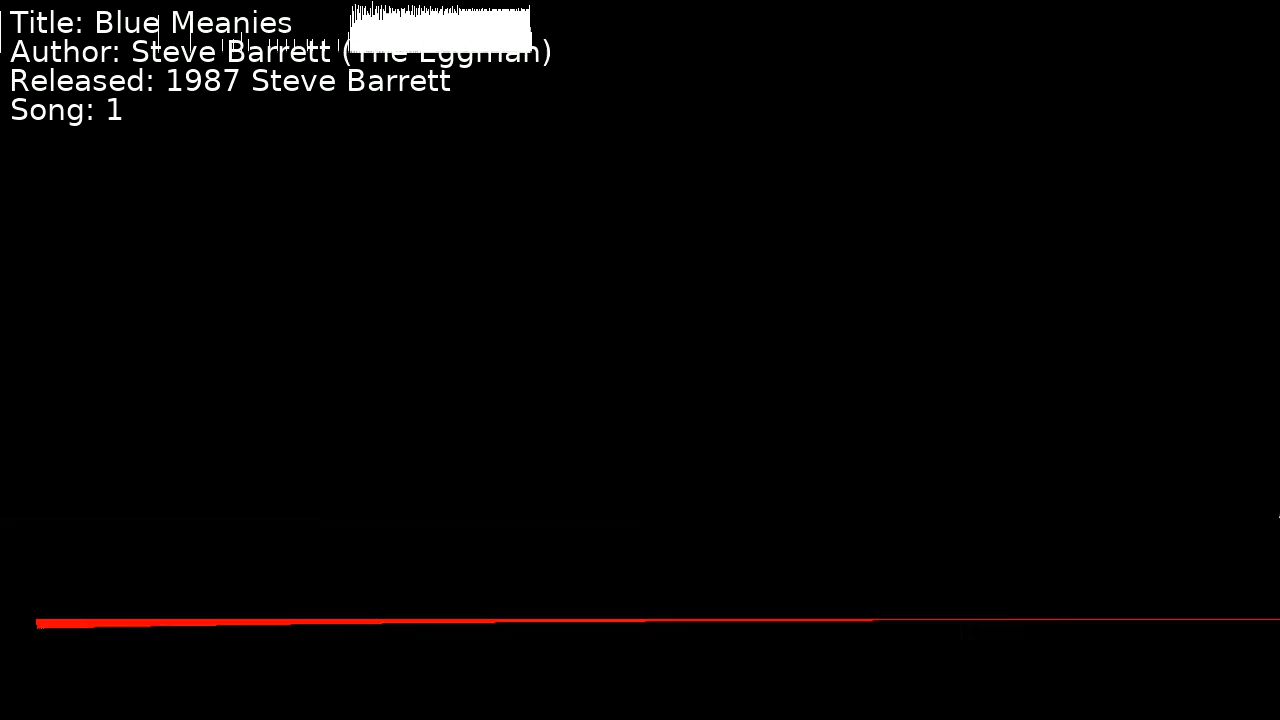 Title: Blue Meanies
Author: Steve Barrett (The Eggman)
Released: 1987 Steve Barrett
Song: 1